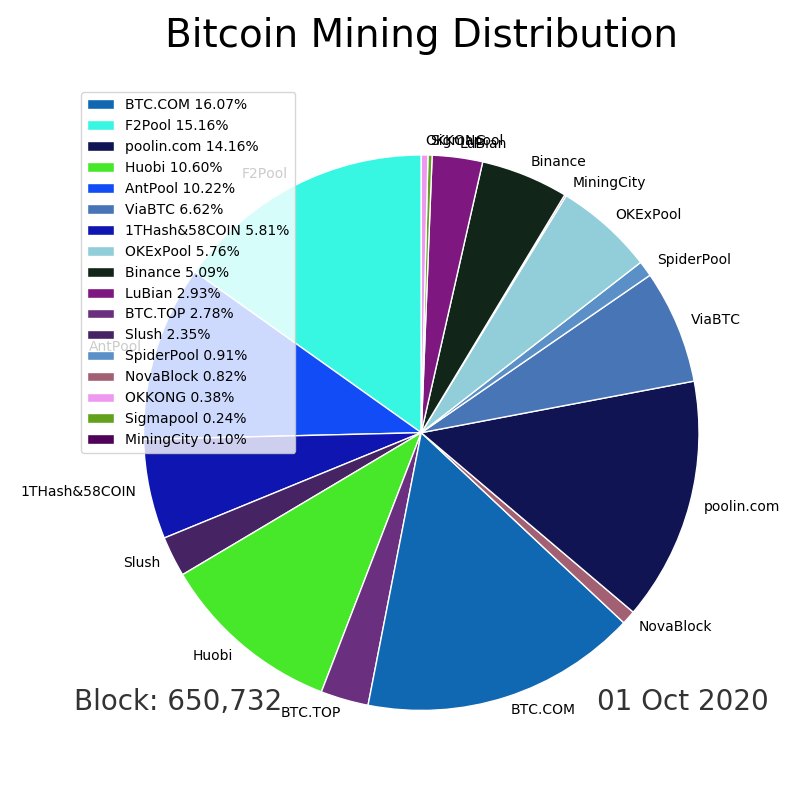 Bitcoin Mining Distribution
BTC.COM 16.07%
F2Pool 15.16%
poolin.com 14.16%
Huobi 10.60%
AntPool 10.22%
ViaBTC 6.62%
1THash&58COIN 5.81%
OKExPool 5.76%
Binance 5.09%
LuBian 2.93%
BTC.TOP 2.78%
Slush 2.35%
SpiderPool 0.91%
NovaBlock 0.82%
OKKONG 0.38%
Sigmapool 0.24%
MiningCity 0.10%
OKKONG
Sigmapool
LuBian
Binance
F2Pool
MiningCity
OKExPool
SpiderPool
ViaBTC
AntPool
1THash&58COIN
poolin.com
Slush
NovaBlock
Huobi
BTC.COM
BTC.TOP
Block: 650,732
01 Oct 2020